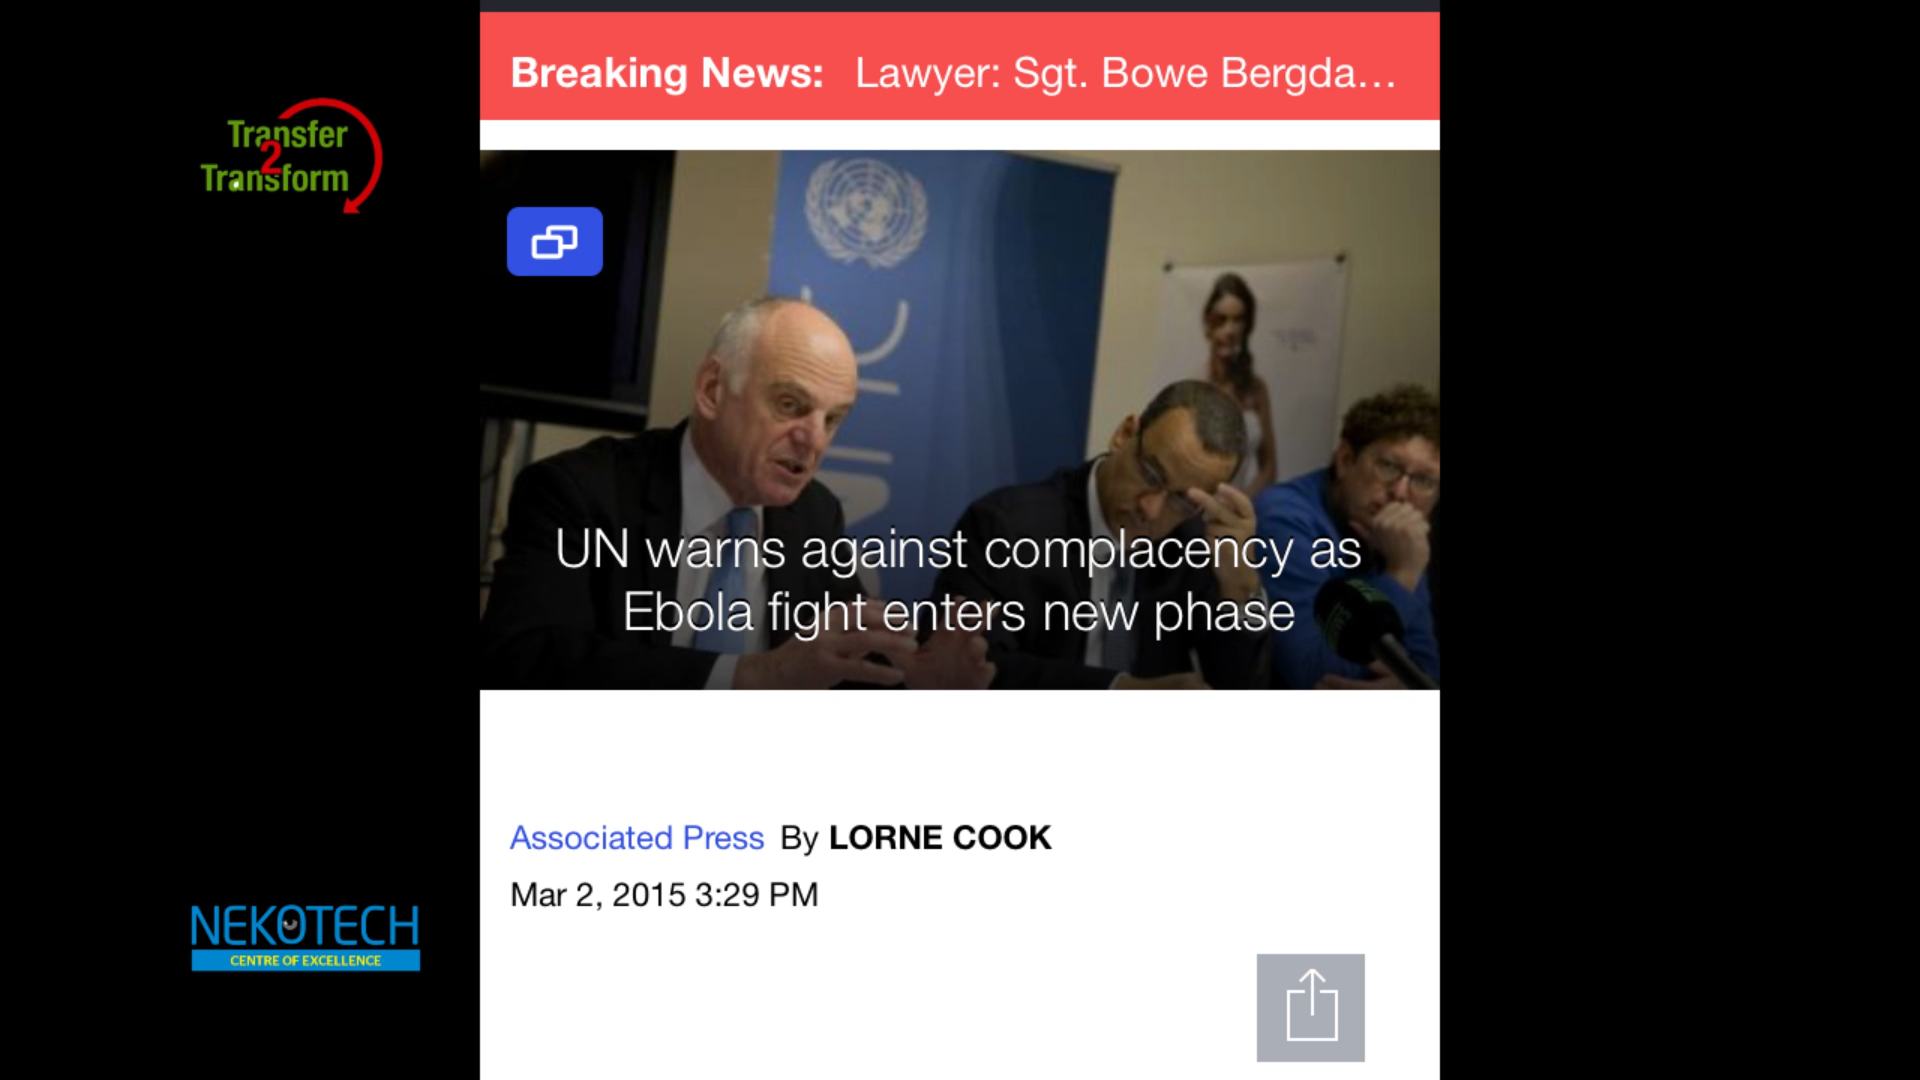 Breaking News: Lawyer: Sgt. Bowe Bergda...
Transfer
2
Transform
UNIC
UN warns against complacency as
Ebola fight enters new phase
Associated Press By LORNE COOK
Mar 2, 2015 3:29 PM
NEKOTECH
CENTRE OF EXCELLENCE